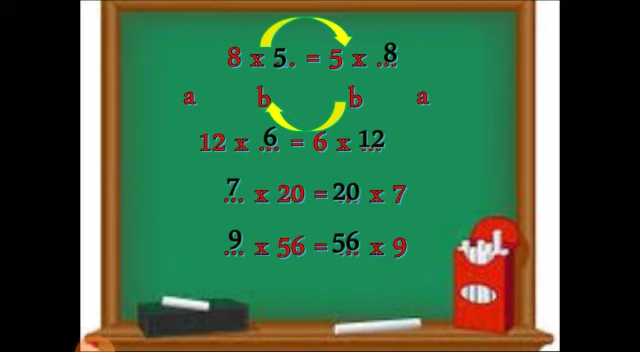 8 x 5. = 5 x ..8
a b b a
12 x 6... = 6 x 12...
7... x 20 = 20... x 7
9... x 56 = 56... x 9